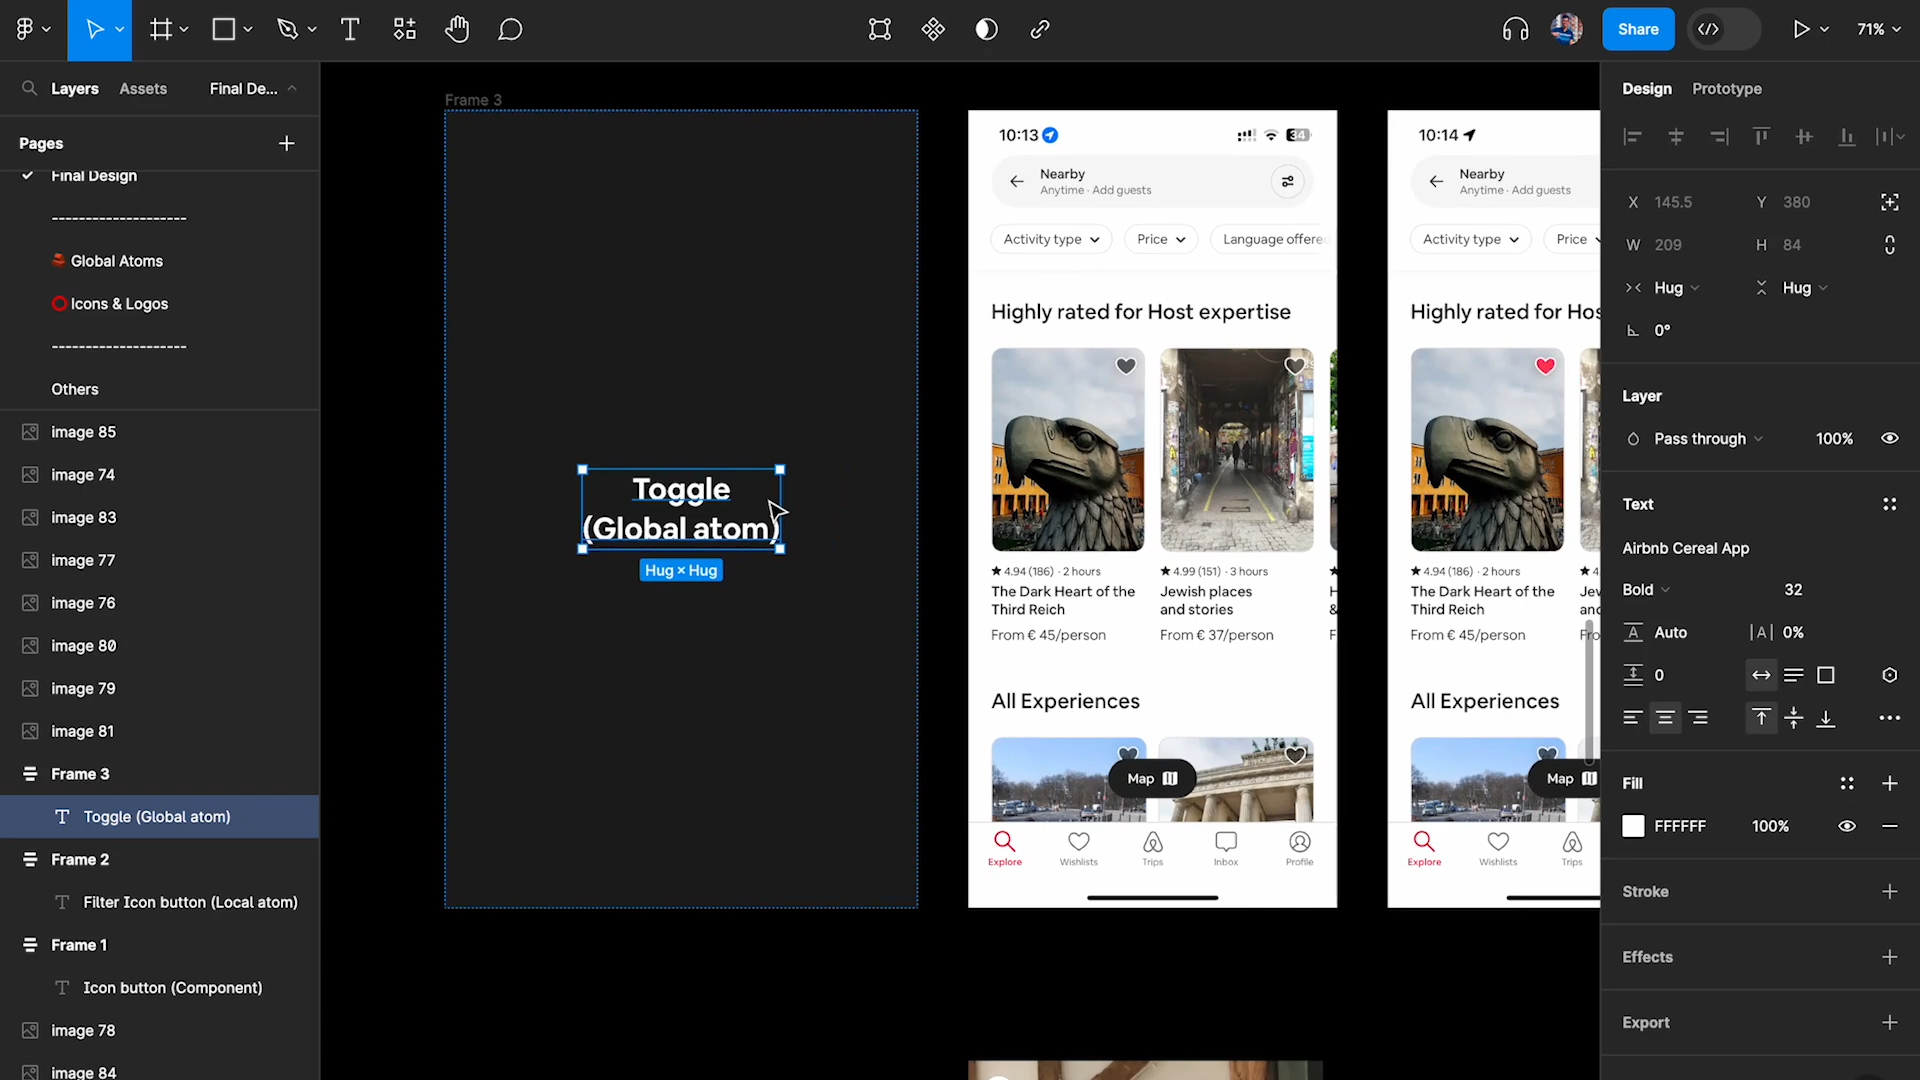 Share
71%
Layers
Assets
Final De...
Pages
Final Design
--------------------
Global Atoms
Icons & Logos
--------------------
Others
image 85
image 74
image 83
image 77
image 76
image 80
image 79
image 81
Frame 3
Toggle (Global atom)
Frame 2
Filter Icon button (Local atom)
Frame 1
Icon button (Component)
image 78
image 84
Frame 3
Toggle
(Global atom)
Hug × Hug
10:13
34
Nearby
Anytime · Add guests
Activity type
Price
Language offere
Highly rated for Host expertise
4.94 (186) · 2 hours
The Dark Heart of the
Third Reich
From € 45/person
4.99 (151) · 3 hours
Jewish places
and stories
From € 37/person
H
&
F
All Experiences
Map
Explore
Wishlists
Trips
Inbox
Profile
10:14
Nearby
Anytime · Add guests
Activity type
Price
Highly rated for Hos
4.94 (186) · 2 hours
The Dark Heart of the
Third Reich
From € 45/person
4
Jev
anc
Fro
All Experiences
Map
Explore
Wishlists
Trips
Design
Prototype
X 145.5
Y 380
W 209
H 84
Hug
Hug
0°
Layer
Pass through
100%
Text
Airbnb Cereal App
Bold
32
Auto
0%
0
Fill
FFFFFF
100%
Stroke
Effects
Export